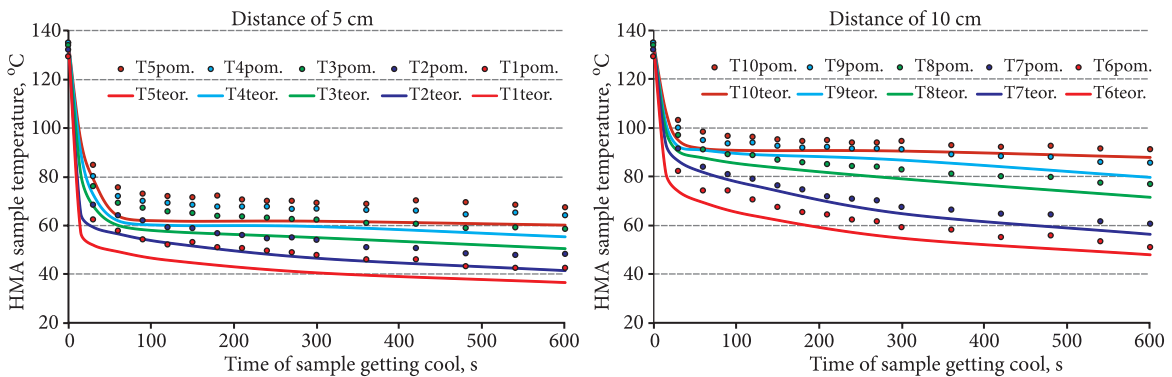 Distance of 5 cm
HMA sample temperature, °C
140
120
100
80
60
40
20
T5pom. T4pom. T3pom. T2pom. T1pom.
T5teor. T4teor. T3teor. T2teor. T1teor.
0 100 200 300 400 500 600
Time of sample getting cool, s
Distance of 10 cm
HMA sample temperature, °C
140
120
100
80
60
40
20
T10pom. T9pom. T8pom. T7pom. T6pom.
T10teor. T9teor. T8teor. T7teor. T6teor.
0 100 200 300 400 500 600
Time of sample getting cool, s